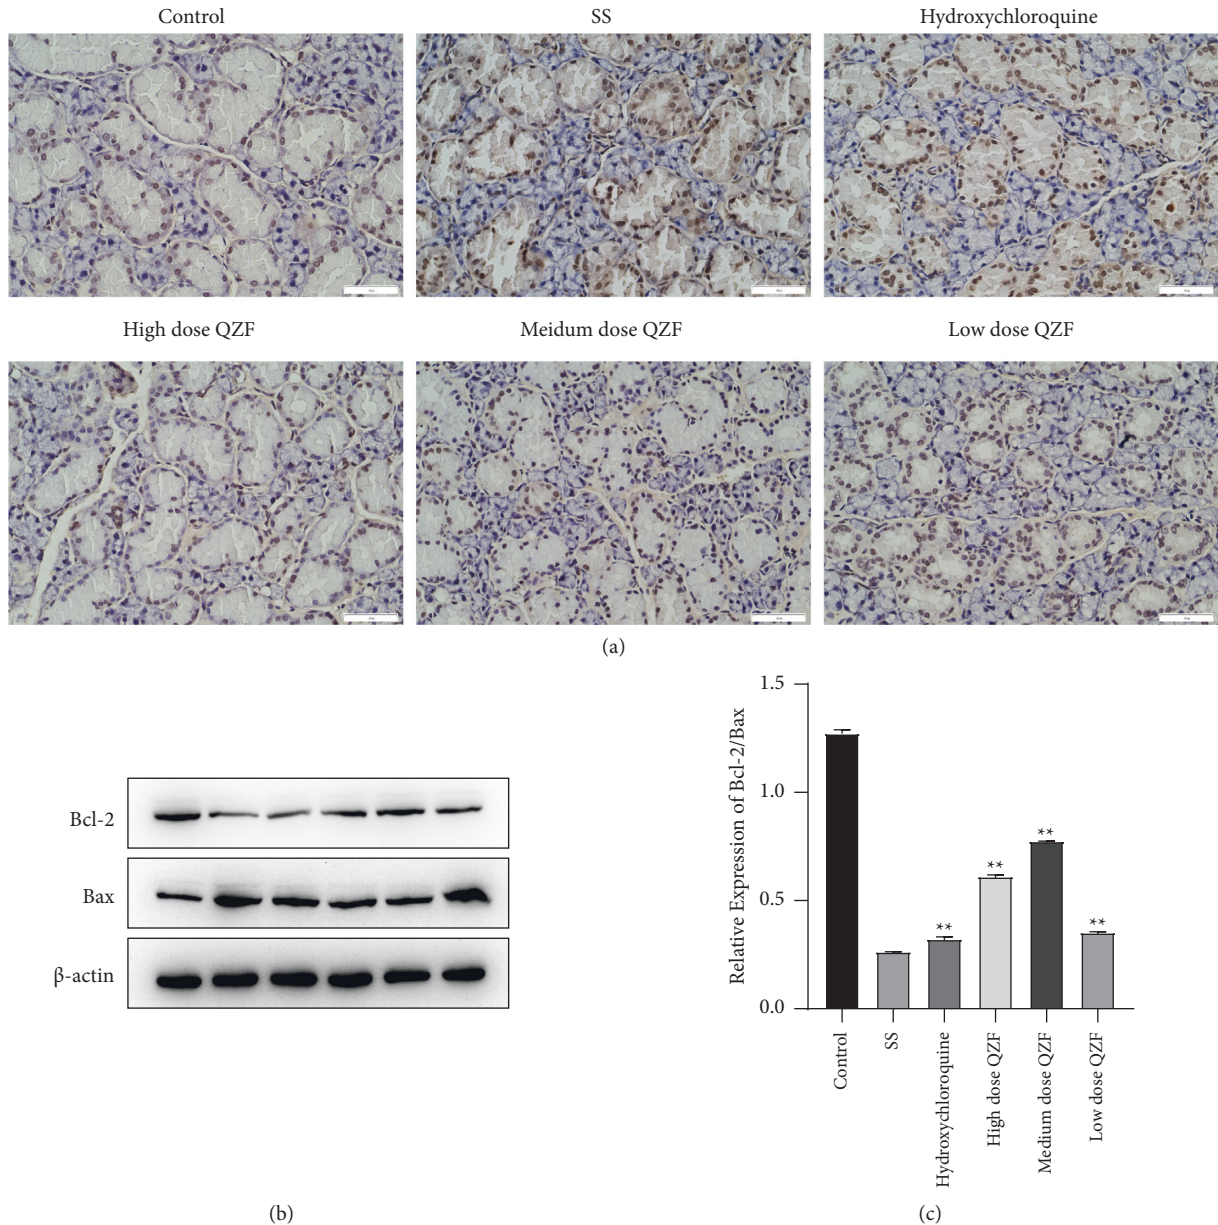 Control
SS
Hydroxychloroquine
High dose QZF
Meidum dose QZF
Low dose QZF
(a)
Bcl-2
Bax
β-actin
(b)
Relative Expression of Bcl-2/Bax
1.5
1.0
0.5
0.0
**
**
**
**
Control
SS
Hydroxychloroquine
High dose QZF
Medium dose QZF
Low dose QZF
(c)